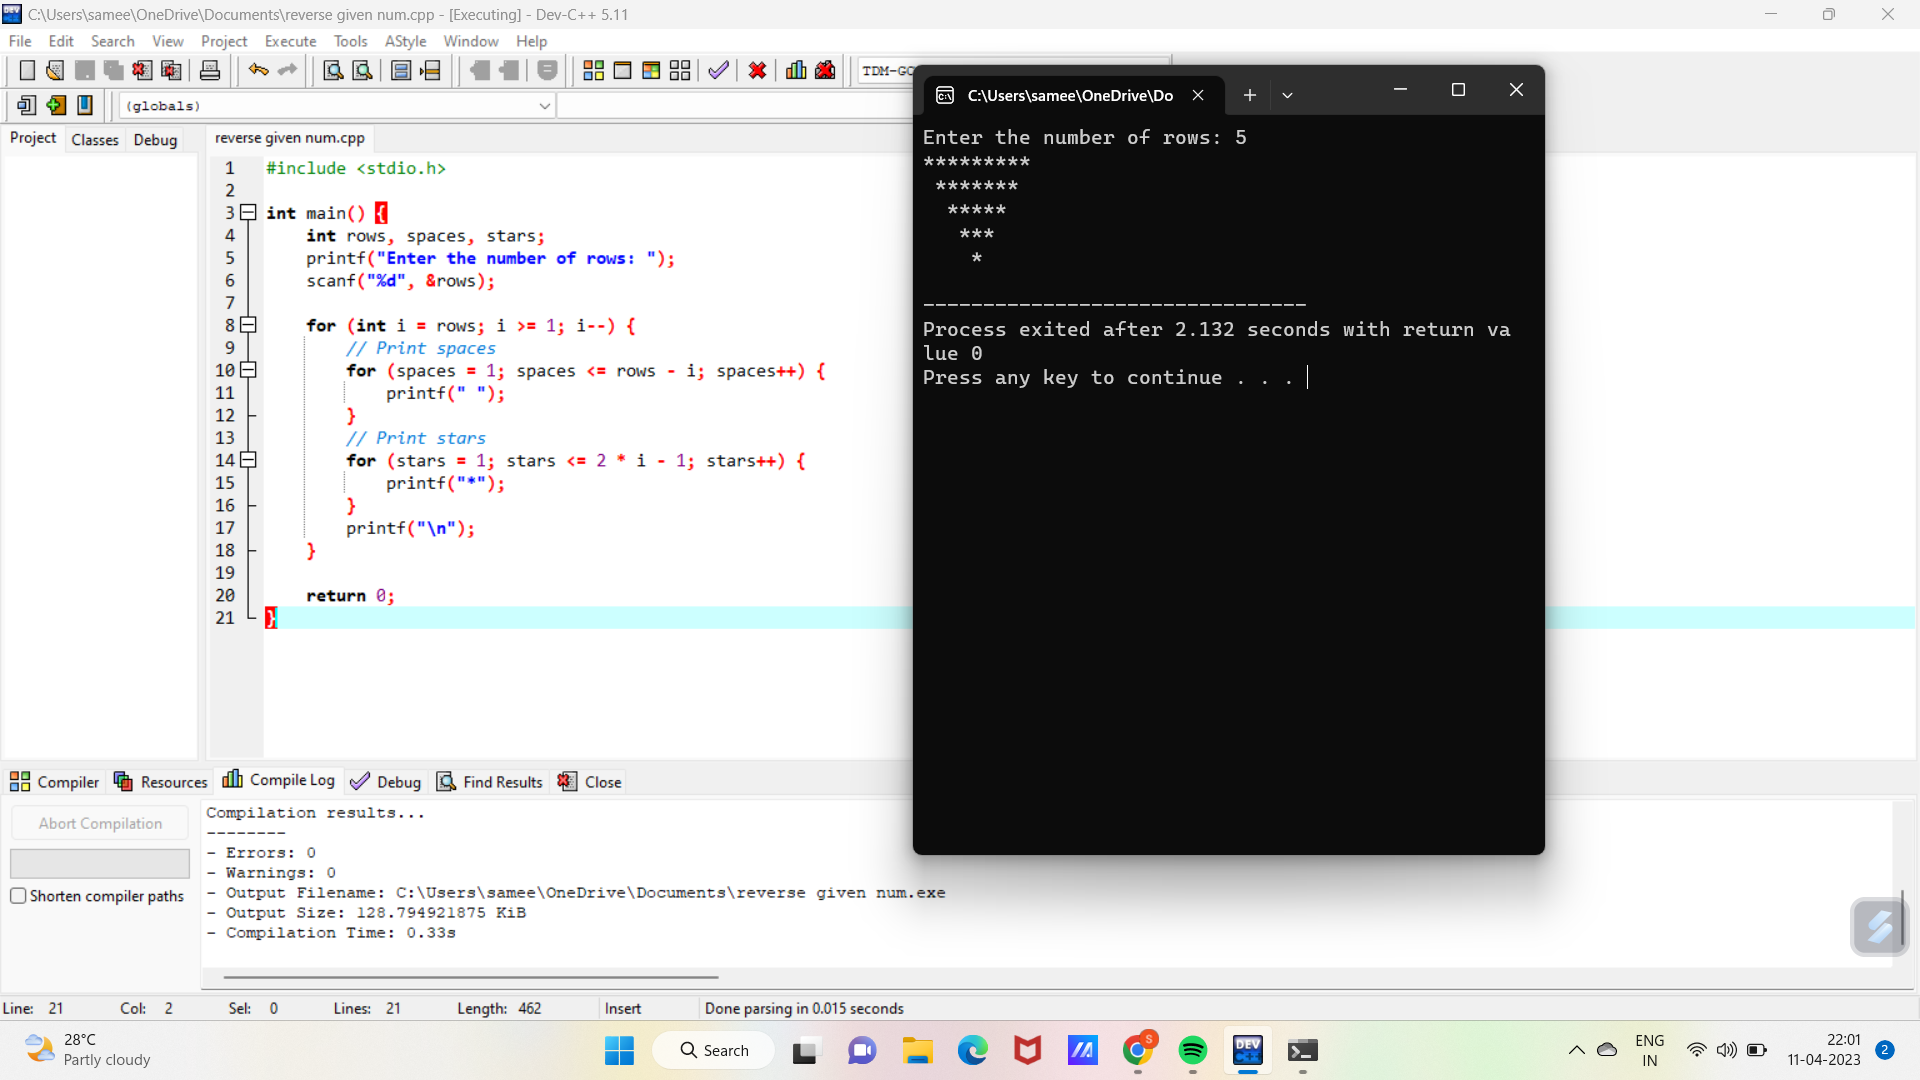 C:\Users\samee\OneDrive\Documents\reverse given num.cpp - [Executing] - Dev-C++ 5.11
File Edit Search View Project Execute Tools AStyle Window Help
TDM-GC
(globals)
Project Classes Debug
reverse given num.cpp
1 #include <stdio.h>
2
3 int main() {
4     int rows, spaces, stars;
5     printf("Enter the number of rows: ");
6     scanf("%d", &rows);
7
8     for (int i = rows; i >= 1; i--) {
9         // Print spaces
10         for (spaces = 1; spaces <= rows - i; spaces++) {
11             printf(" ");
12         }
13         // Print stars
14         for (stars = 1; stars <= 2 * i - 1; stars++) {
15             printf("*");
16         }
17         printf("\n");
18     }
19
20     return 0;
21 }
C:\Users\samee\OneDrive\Do
Enter the number of rows: 5
*********
 *******
  *****
   ***
    *
--------------------------------
Process exited after 2.132 seconds with return va
lue 0
Press any key to continue . . .
Compiler Resources Compile Log Debug Find Results Close
Abort Compilation
Shorten compiler paths
Compilation results...
--------
- Errors: 0
- Warnings: 0
- Output Filename: C:\Users\samee\OneDrive\Documents\reverse given num.exe
- Output Size: 128.794921875 KiB
- Compilation Time: 0.33s
Line: 21 Col: 2 Sel: 0 Lines: 21 Length: 462 Insert Done parsing in 0.015 seconds
28°C
Partly cloudy
Search
S
DEV
C++
ENG
IN
22:01
11-04-2023
2